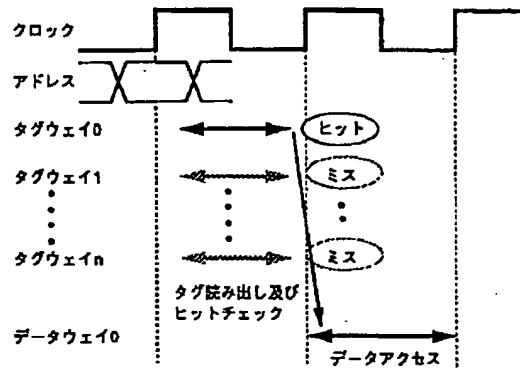 クロック
アドレス
タグウェイ0
ヒット
タグウェイ1
ミス
タグウェイn
ミス
タグ読み出し及び
ヒットチェック
データウェイ0
データアクセス